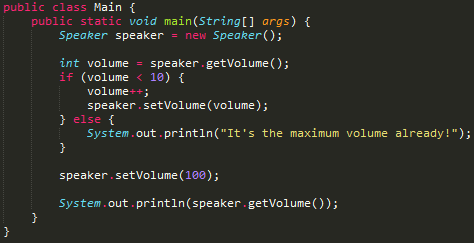 public class Main {
    public static void main(String[] args) {
        Speaker speaker = new Speaker();

        int volume = speaker.getVolume();
        if (volume < 10) {
            volume++;
            speaker.setVolume(volume);
        } else {
            System.out.println("It's the maximum volume already!");
        }

        speaker.setVolume(100);

        System.out.println(speaker.getVolume());
    }
}